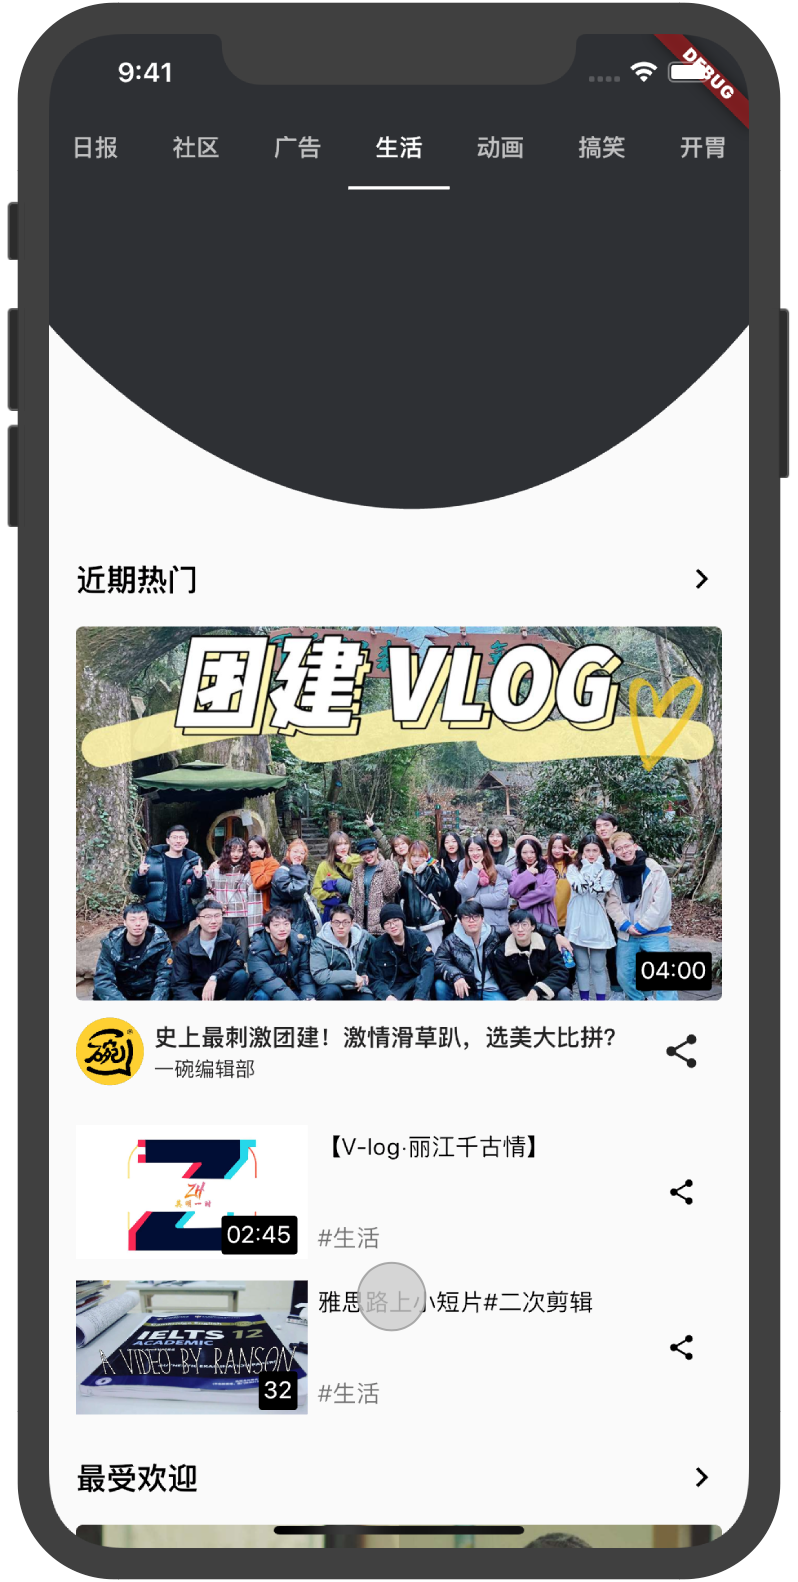 9:41
DEBUG
日报 社区 广告 生活 动画 搞笑 开胃
近期热门
团建 VLOG
04:00
史上最刺激团建！激情滑草趴，选美大比拼？
一碗编辑部
【V-log·丽江千古情】
02:45
#生活
雅思路上小短片#二次剪辑
IELTS 12
ACADEMIC
A VIDEO BY RANSON
32
#生活
最受欢迎